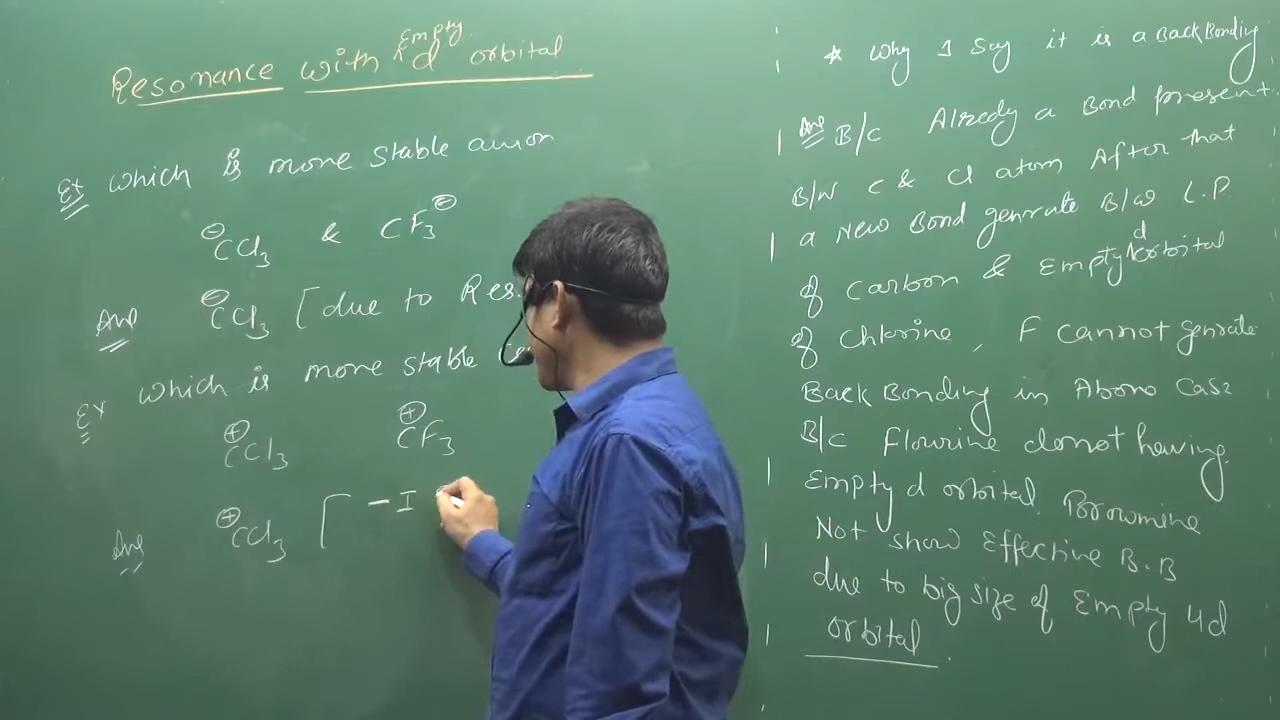 Resonance with Empty d orbital
Ex which is more stable anion
⊖CCl3 & CF3⊖
Ans ⊖CCl3 [due to Res.
Ex which is more stable
⊕CCl3 ⊕CF3
Ans ⊕CCl3 [ -I
* Why I Say it is a Back Bonding
Ans B/c Already a Bond present
B/W C & Cl atom After that
a New Bond genrate B/W L.P
of Carbon & Empty d orbital
of Chlorine, F cannot genrate
Back Bonding in Above Case
B/c Flourine donot having
Empty d orbital. Browmine
Not show Effective B.B
due to big size of Empty 4d
orbital.